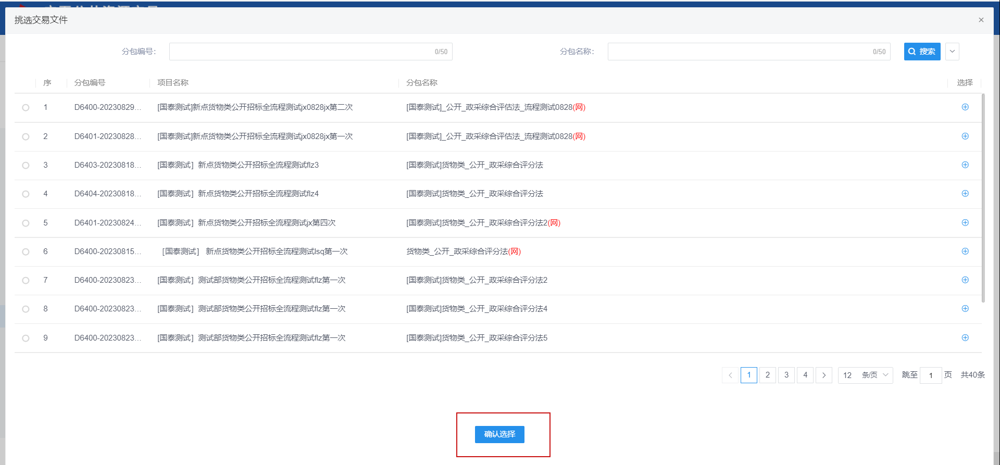 挑选交易文件
×
分包编号: 0/50 分包名称: 0/50 搜索
序 分包编号 项目名称 分包名称 选择
1 D6400-20230829... [国泰测试]新点货物类公开招标全流程测试jx0828jx第二次 [国泰测试]_公开_政采综合评估法_流程测试0828(网)
2 D6401-20230828... [国泰测试]新点货物类公开招标全流程测试jx0828jx第一次 [国泰测试]_公开_政采综合评估法_流程测试0828(网)
3 D6403-20230818... [国泰测试］新点货物类公开招标全流程测试flz3 [国泰测试]货物类_公开_政采综合评分法
4 D6404-20230818... [国泰测试］新点货物类公开招标全流程测试flz4 [国泰测试]货物类_公开_政采综合评分法
5 D6401-20230824... [国泰测试］新点货物类公开招标全流程测试jx第四次 [国泰测试]货物类_公开_政采综合评分法2(网)
6 D6400-20230815... ［国泰测试］ 新点货物类公开招标全流程测试lsq第一次 货物类_公开_政采综合评分法(网)
7 D6400-20230823... [国泰测试］测试部货物类公开招标全流程测试flz第一次 [国泰测试]货物类_公开_政采综合评分法2
8 D6400-20230823... [国泰测试］测试部货物类公开招标全流程测试flz第一次 [国泰测试]货物类_公开_政采综合评分法4
9 D6400-20230823... [国泰测试］测试部货物类公开招标全流程测试flz第一次 [国泰测试]货物类_公开_政采综合评分法5
1 2 3 4 12 条/页 跳至 1 页 共40条
确认选择